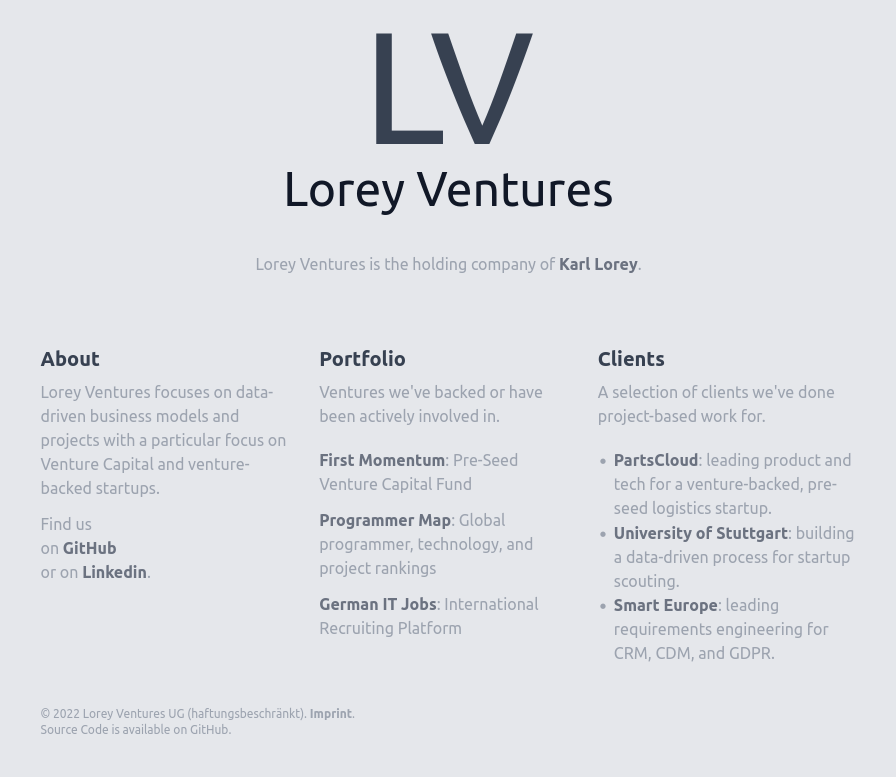 LV
Lorey Ventures
Lorey Ventures is the holding company of Karl Lorey.
About
Lorey Ventures focuses on data-
driven business models and
projects with a particular focus on
Venture Capital and venture-
backed startups.
Find us
on GitHub
or on Linkedin.
Portfolio
Ventures we've backed or have
been actively involved in.
First Momentum: Pre-Seed
Venture Capital Fund
Programmer Map: Global
programmer, technology, and
project rankings
German IT Jobs: International
Recruiting Platform
Clients
A selection of clients we've done
project-based work for.
• PartsCloud: leading product and
tech for a venture-backed, pre-
seed logistics startup.
• University of Stuttgart: building
a data-driven process for startup
scouting.
• Smart Europe: leading
requirements engineering for
CRM, CDM, and GDPR.
© 2022 Lorey Ventures UG (haftungsbeschränkt). Imprint.
Source Code is available on GitHub.